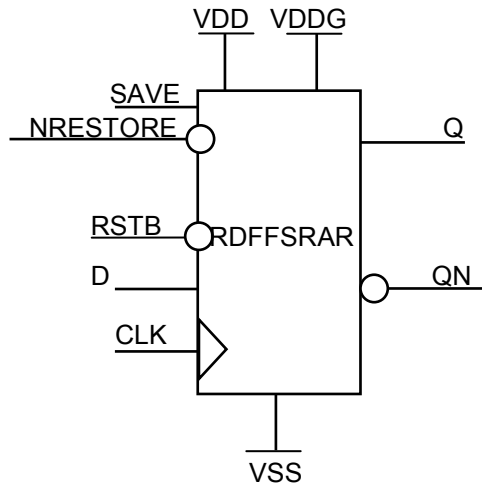 VDD VDDG
SAVE
NRESTORE
Q
RSTB
RDFFSRAR
D
QN
CLK
VSS